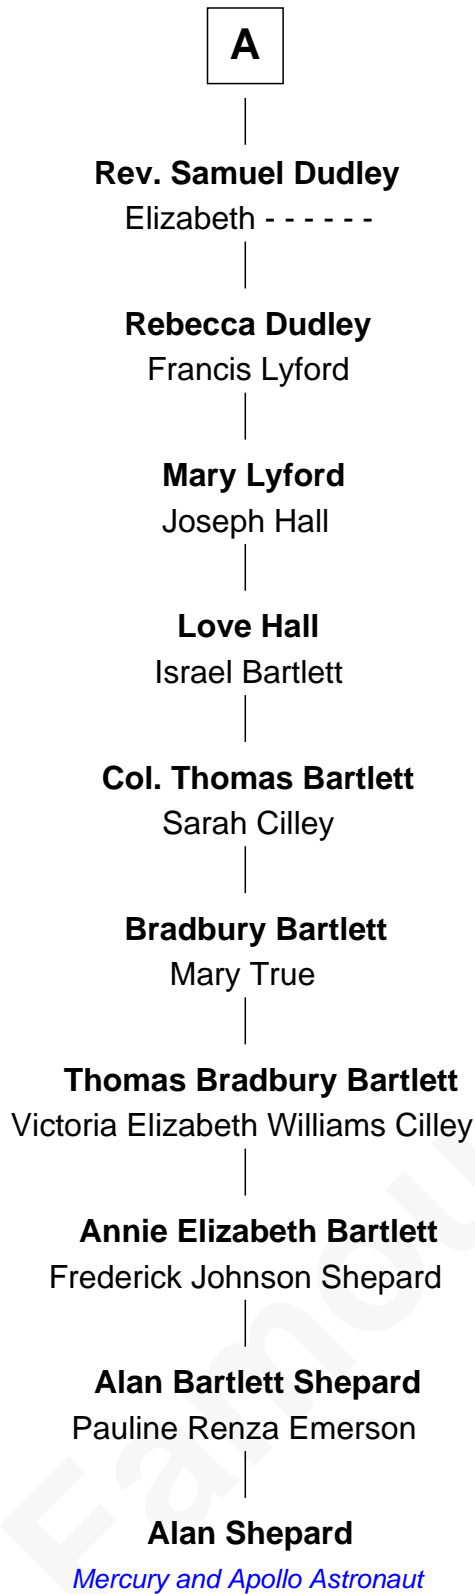 A
Rev. Samuel Dudley
Elizabeth - - - - - -
Rebecca Dudley
Francis Lyford
Mary Lyford
Joseph Hall
Love Hall
Israel Bartlett
Col. Thomas Bartlett
Sarah Cilley
Bradbury Bartlett
Mary True
Thomas Bradbury Bartlett
Victoria Elizabeth Williams Cilley
Annie Elizabeth Bartlett
Frederick Johnson Shepard
Alan Bartlett Shepard
Pauline Renza Emerson
Alan Shepard
Mercury and Apollo Astronaut
Famou